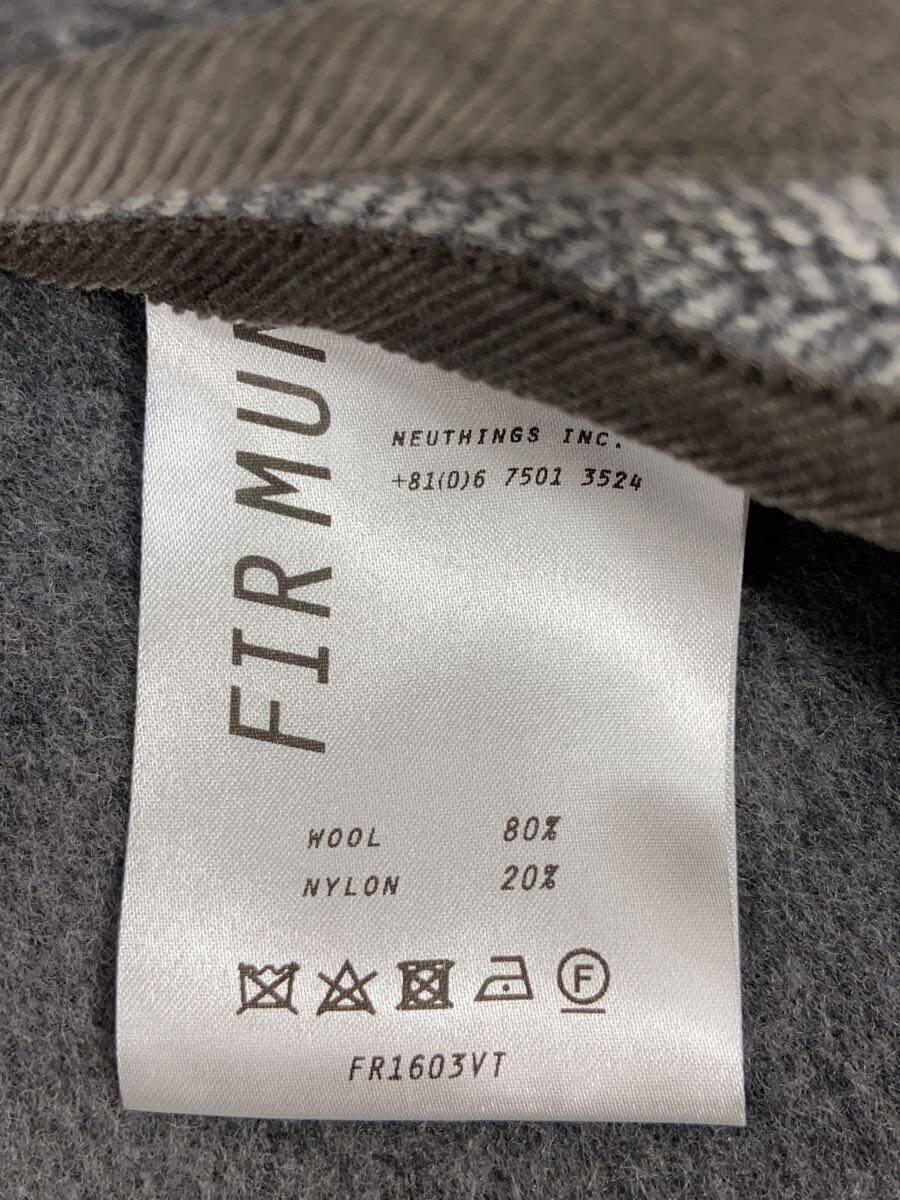 NEUTHINGS INC.
+81(0)6 7501 3524
FIRMUM
WOOL 80%
NYLON 20%
F
FR1603VT